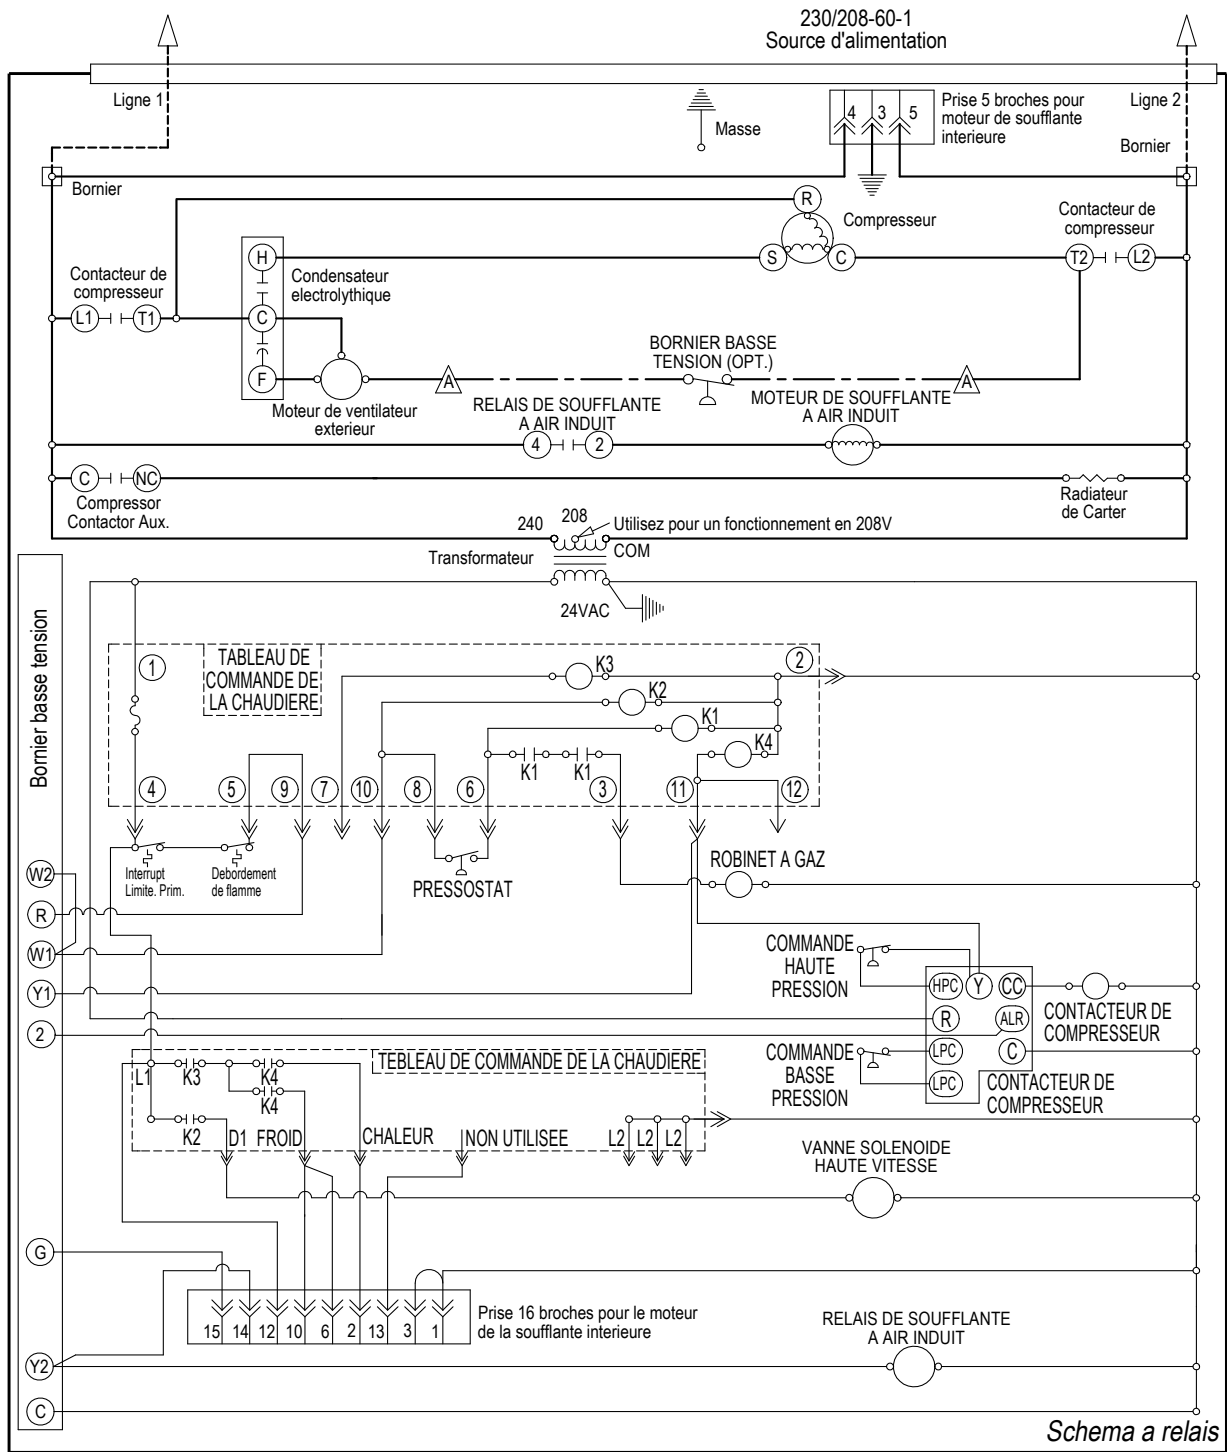 230/208-60-1
Source d'alimentation
Ligne 1
Masse
4 3 5
Prise 5 broches pour
moteur de soufflante
interieure
Ligne 2
Bornier
Bornier
R
Compresseur
Contacteur de
compresseur
H
S
C
T2
L2
Contacteur de
compresseur
Condensateur
electrolythique
L1
T1
C
BORNIER BASSE
TENSION (OPT.)
F
A
A
Moteur de ventilateur
exterieur
RELAIS DE SOUFFLANTE
A AIR INDUIT
MOTEUR DE SOUFFLANTE
A AIR INDUIT
4
2
C
NC
Compressor
Contactor Aux.
Radiateur
de Carter
240
208
Utilisez pour un fonctionnement en 208V
Transformateur
COM
24VAC
Bornier basse tension
TABLEAU DE
COMMANDE DE
LA CHAUDIERE
1
K3
2
K2
K1
K4
K1
K1
4
5
9
7
10
8
6
3
11
12
Interrupt
Limite. Prim.
Debordement
de flamme
PRESSOSTAT
ROBINET A GAZ
W2
R
W1
Y1
2
COMMANDE
HAUTE
PRESSION
HPC
Y
CC
CONTACTEUR DE
COMPRESSEUR
R
ALR
COMMANDE
BASSE
PRESSION
LPC
C
LPC
CONTACTEUR DE
COMPRESSEUR
TEBLEAU DE COMMANDE DE LA CHAUDIERE
L1
K3
K4
K4
K2
D1
FROID
CHALEUR
NON UTILISEE
L2
L2
L2
VANNE SOLENOIDE
HAUTE VITESSE
G
15 14 12 10 6 2 13 3 1
Prise 16 broches pour le moteur
de la soufflante interieure
RELAIS DE SOUFFLANTE
A AIR INDUIT
Y2
C
Schema a relais